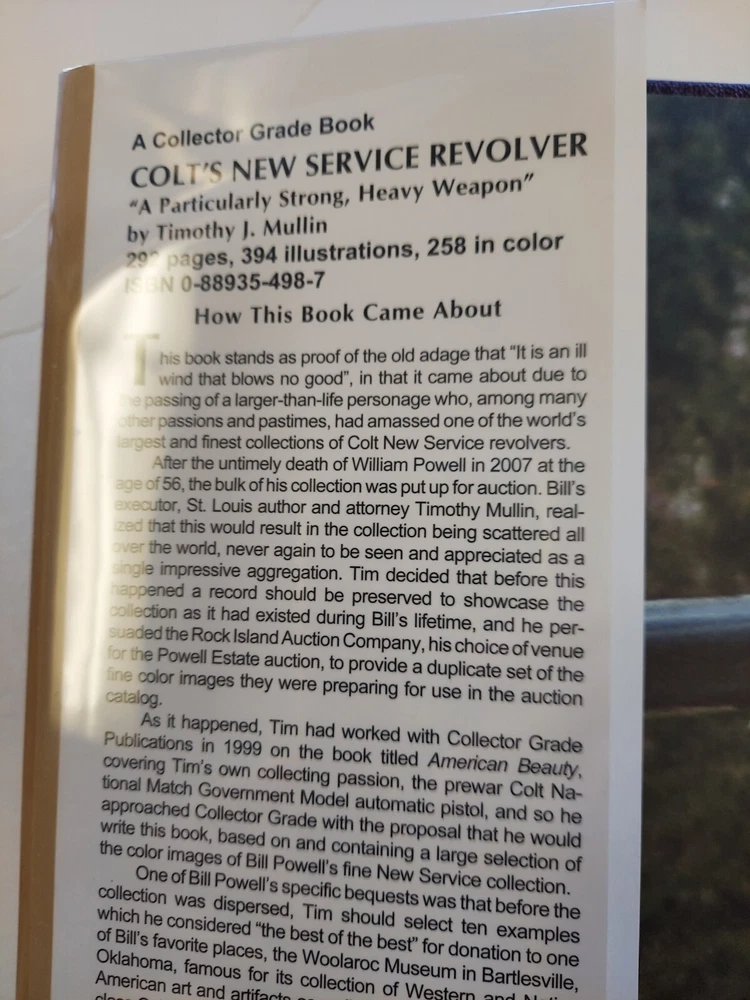 A Collector Grade Book
COLT'S NEW SERVICE REVOLVER
"A Particularly Strong, Heavy Weapon"
by Timothy J. Mullin
pages, 394 illustrations, 258 in color
ISBN 0-88935-498-7
How This Book Came About
This book stands as proof of the old adage that "It is an ill
wind that blows no good", in that it came about due to
the passing of a larger-than-life personage who, among many
other passions and pastimes, had amassed one of the world's
largest and finest collections of Colt New Service revolvers.
After the untimely death of William Powell in 2007 at the
age of 56, the bulk of his collection was put up for auction. Bill's
executor, St. Louis author and attorney Timothy Mullin, real-
ized that this would result in the collection being scattered all
over the world, never again to be seen and appreciated as a
single impressive aggregation. Tim decided that before this
happened a record should be preserved to showcase the
collection as it had existed during Bill's lifetime, and he per-
suaded the Rock Island Auction Company, his choice of venue
for the Powell Estate auction, to provide a duplicate set of the
fine color images they were preparing for use in the auction
catalog.
As it happened, Tim had worked with Collector Grade
Publications in 1999 on the book titled American Beauty,
covering Tim's own collecting passion, the prewar Colt Na-
tional Match Government Model automatic pistol, and so he
approached Collector Grade with the proposal that he would
write this book, based on and containing a large selection of
the color images of Bill Powell's fine New Service collection.
One of Bill Powell's specific bequests was that before the
collection was dispersed, Tim should select ten examples
which he considered "the best of the best" for donation to one
of Bill's favorite places, the Woolaroc Museum in Bartlesville,
Oklahoma, famous for its collection of Western and
American art and artifacts